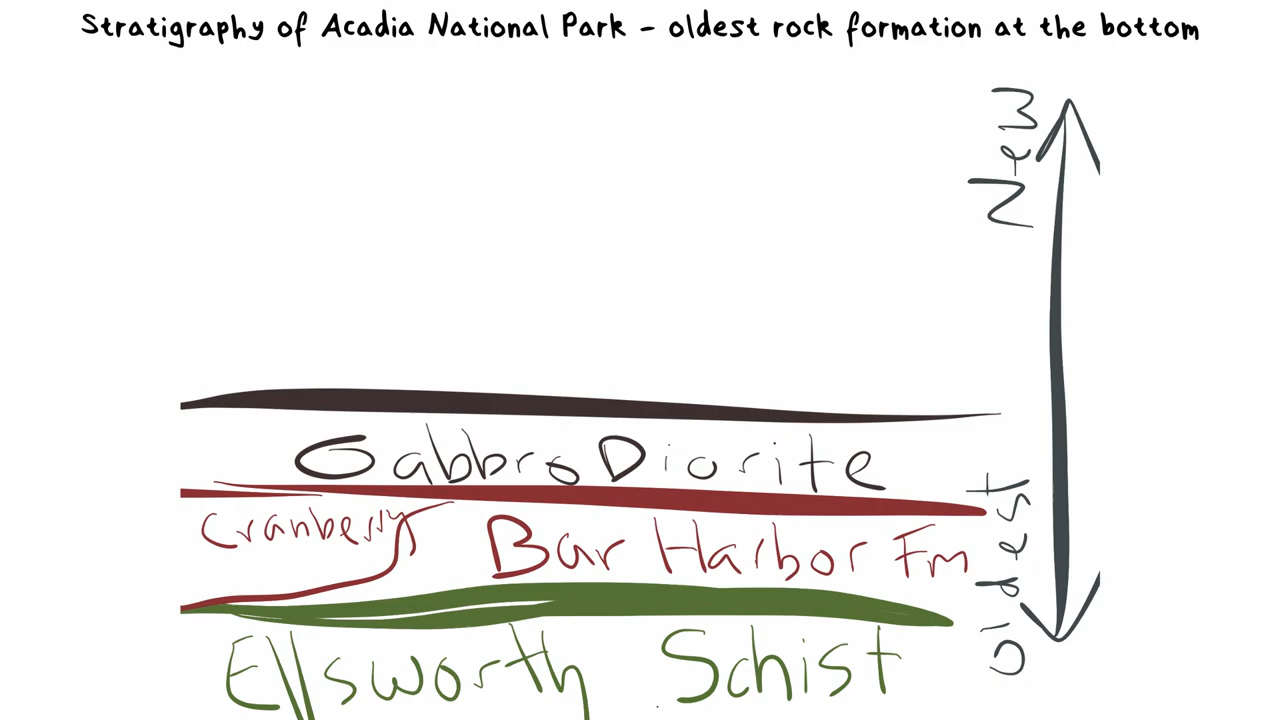 Stratigraphy of Acadia National Park - oldest rock formation at the bottom
New
Gabbro Diorite
Oldest
Cranberry
Bar Harbor Fm
Ellsworth Schist